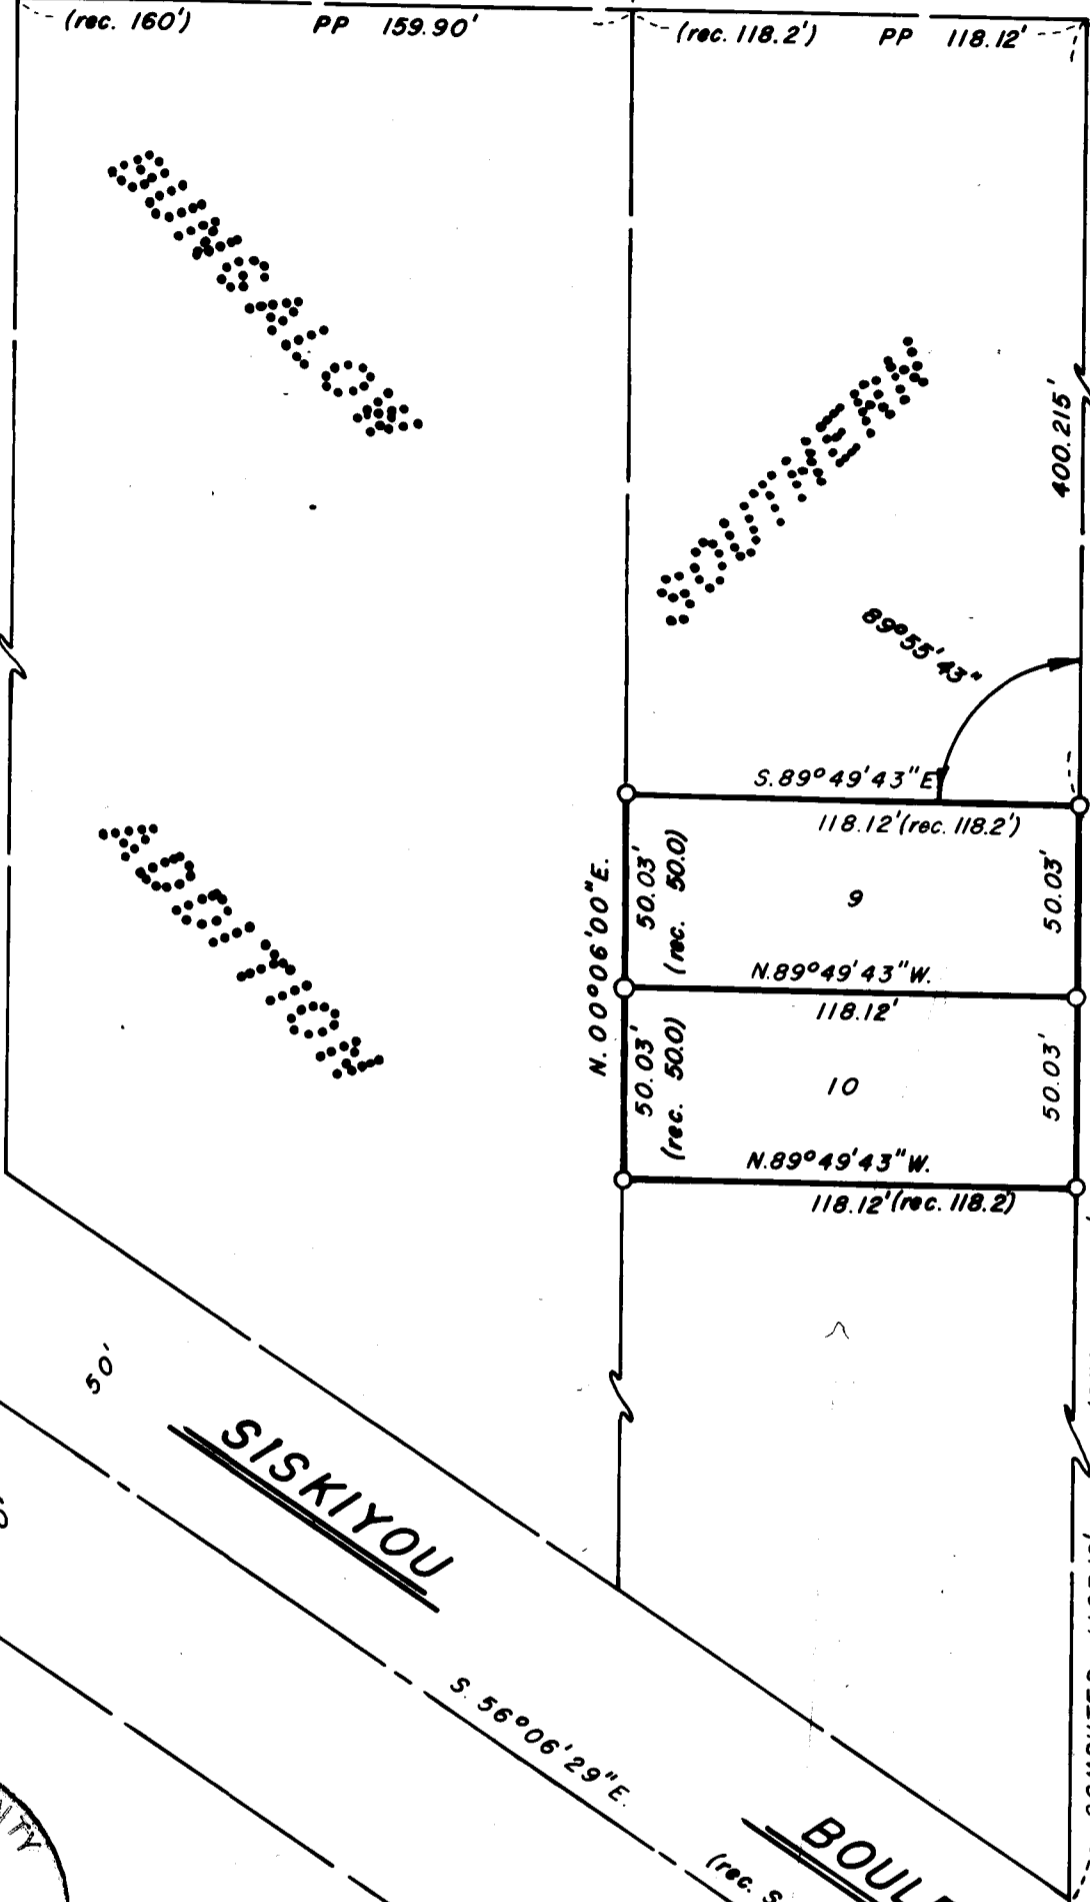 (rec. 160') PP 159.90'
(rec. 118.2') PP 118.12'
BUNGALOW
SOUTHERN
400.215'
89°55'43"
S.89°49'43"E.
118.12'(rec. 118.2')
ADDITION
N.00°06'00"E.
50.03'
(rec. 50.0)
9
50.03'
N.89°49'43"W.
118.12'
50.03'
(rec. 50.0)
10
50.03'
N.89°49'43"W.
118.12'(rec. 118.2)
50'
SISKIYOU
S.56°06'29"E.
(rec. S